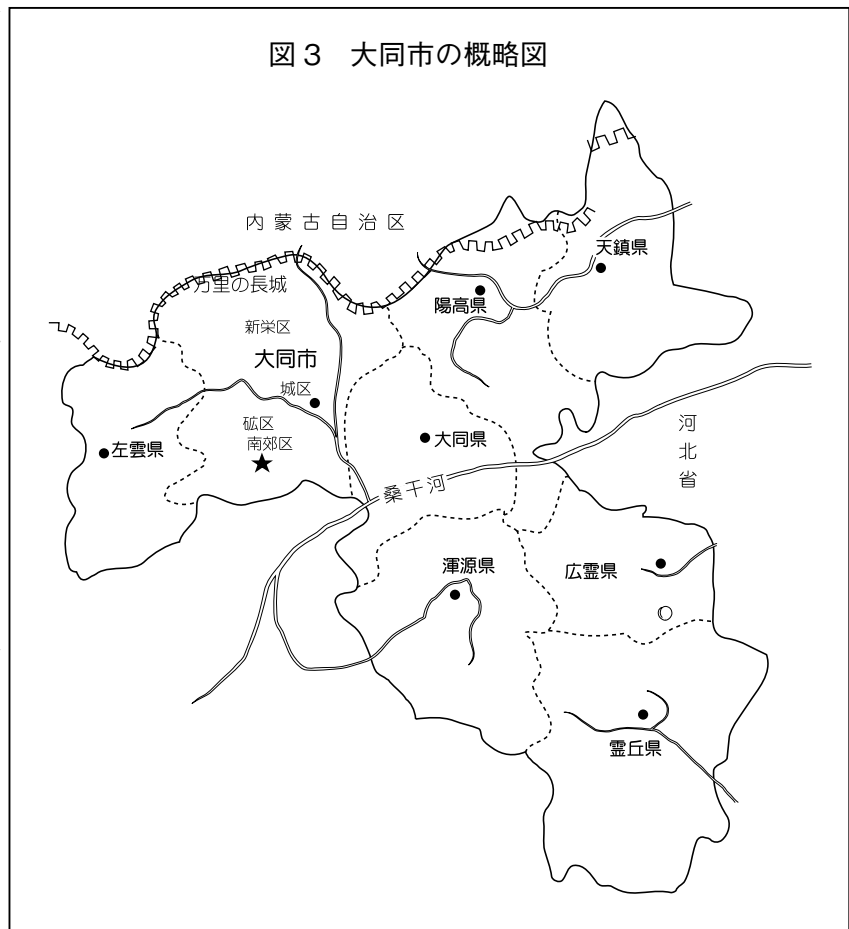 図３　大同市の概略図
内蒙古自治区
天鎮県
万里の長城
陽高県
新栄区
大同市
城区
砿区
南郊区
左雲県
大同県
河北省
桑干河
渾源県
広霊県
霊丘県